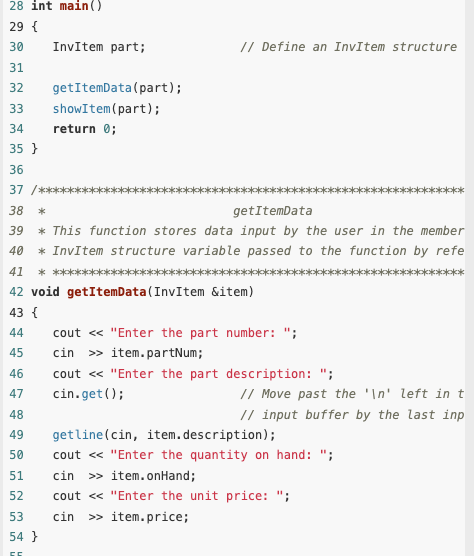 28 int main()
29 {
30    InvItem part;             // Define an InvItem structure
31
32    getItemData(part);
33    showItem(part);
34    return 0;
35 }
36
37 /***********************************************************
38  *                          getItemData
39  * This function stores data input by the user in the member
40  * InvItem structure variable passed to the function by refe
41  * *********************************************************
42 void getItemData(InvItem &item)
43 {
44    cout << "Enter the part number: ";
45    cin  >> item.partNum;
46    cout << "Enter the part description: ";
47    cin.get();                // Move past the '\n' left in t
48                              // input buffer by the last inp
49    getline(cin, item.description);
50    cout << "Enter the quantity on hand: ";
51    cin  >> item.onHand;
52    cout << "Enter the unit price: ";
53    cin  >> item.price;
54 }
55